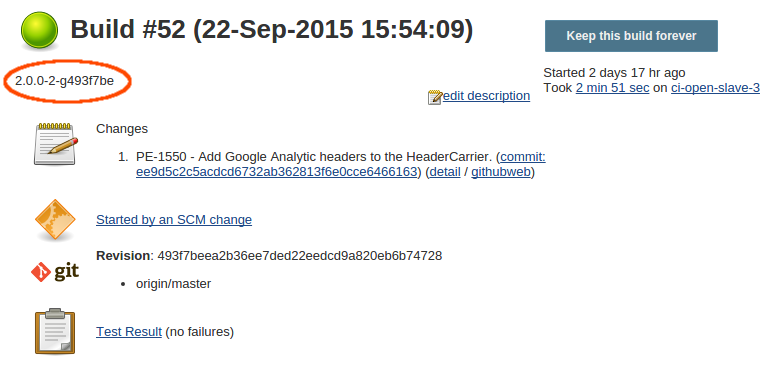 Build #52 (22-Sep-2015 15:54:09)
Keep this build forever
2.0.0-2-g493f7be
Started 2 days 17 hr ago
Took 2 min 51 sec on ci-open-slave-3
edit description
Changes
1. PE-1550 - Add Google Analytic headers to the HeaderCarrier. (commit:
ee9d5c2c5acdcd6732ab362813f6e0cce6466163) (detail / githubweb)
Started by an SCM change
Revision: 493f7beea2b36ee7ded22eedcd9a820eb6b74728
git
• origin/master
Test Result (no failures)